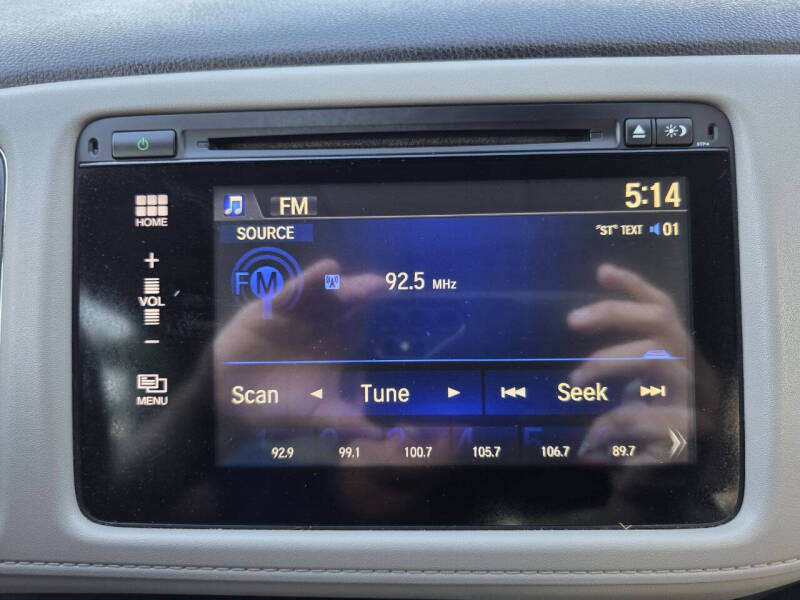 FM 5:14
HOME SOURCE "ST" TEXT 01
FM 92.5 MHz
+
VOL
−
Scan Tune Seek
MENU
92.9 99.1 100.7 105.7 106.7 89.7